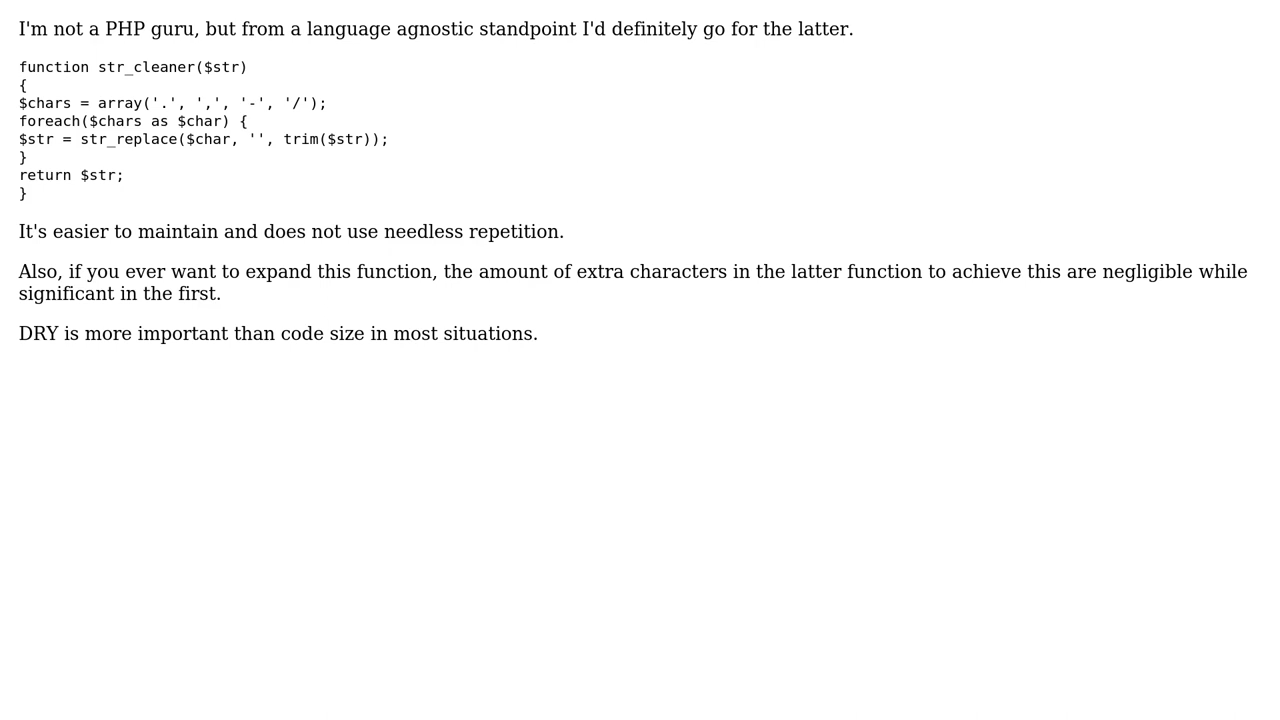 I'm not a PHP guru, but from a language agnostic standpoint I'd definitely go for the latter.
function str_cleaner($str)
{
$chars = array('.', ',', '-', '/');
foreach($chars as $char) {
$str = str_replace($char, '', trim($str));
}
return $str;
}
It's easier to maintain and does not use needless repetition.
Also, if you ever want to expand this function, the amount of extra characters in the latter function to achieve this are negligible while
significant in the first.
DRY is more important than code size in most situations.